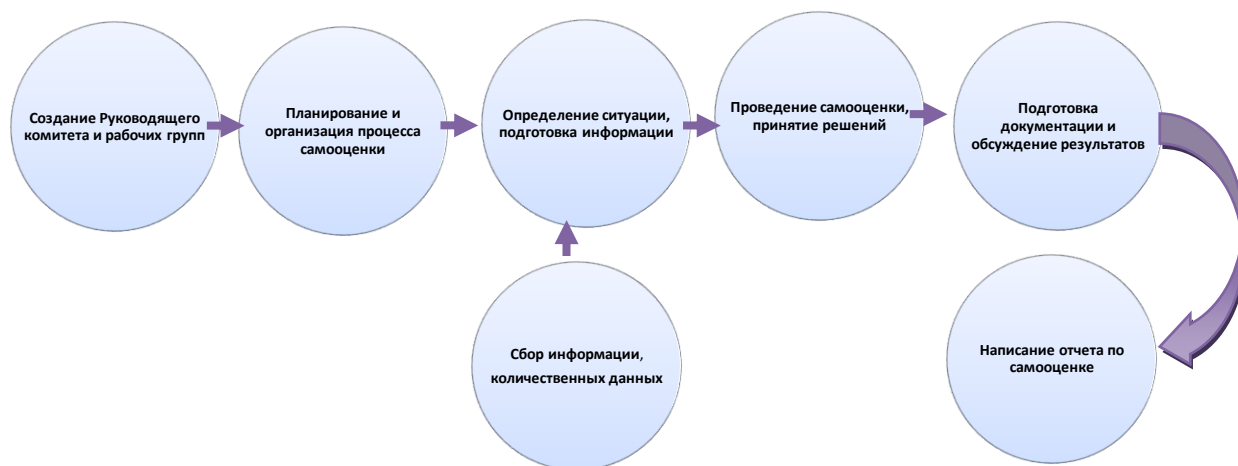 Создание Руководящего
комитета и рабочих групп
Планирование и
организация процесса
самооценки
Определение ситуации,
подготовка информации
Проведение самооценки,
принятие решений
Подготовка
документации и
обсуждение результатов
Сбор информации,
количественных данных
Написание отчета по
самооценке